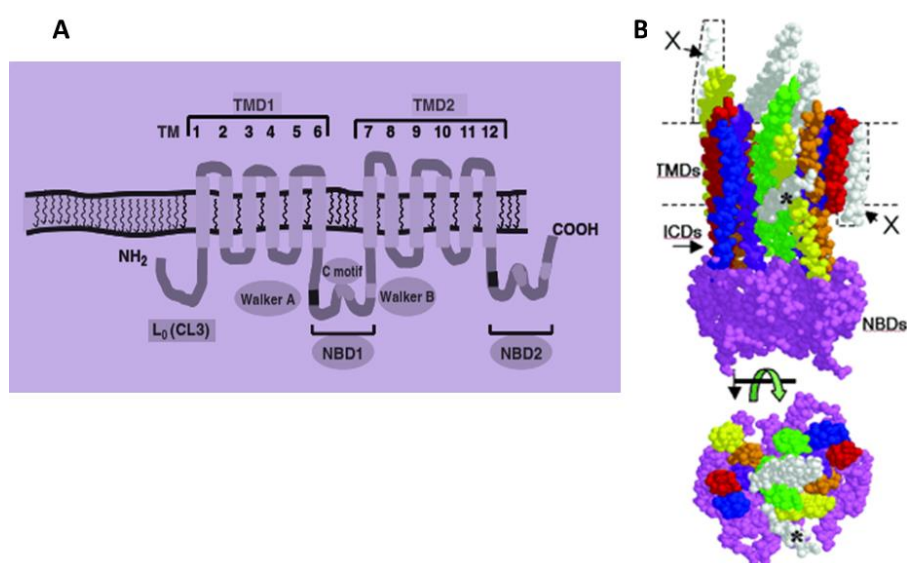 A
TMD1 TMD2
TM 1 2 3 4 5 6 7 8 9 10 11 12
COOH
NH2
C motif
Walker A Walker B
L0 (CL3)
NBD1 NBD2
B
X
TMDs
*
X
ICDs
NBDs
*